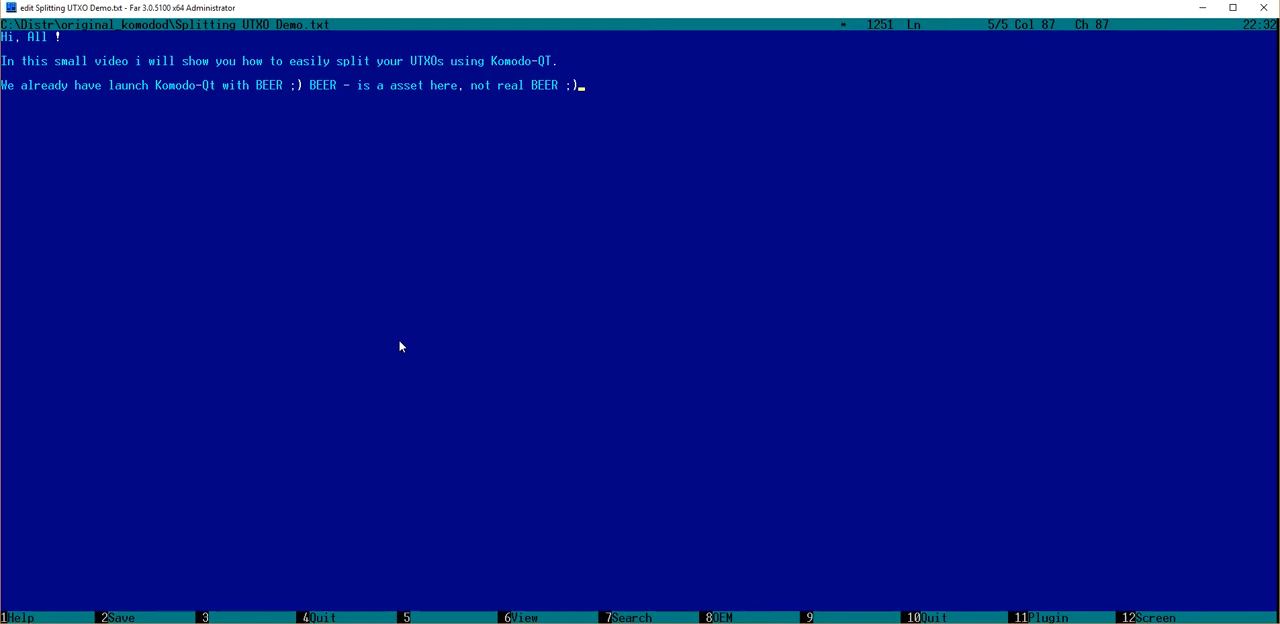 edit Splitting UTXO Demo.txt - Far 3.0.5100 x64 Administrator
C:\Distr\original_komodod\Splitting UTXO Demo.txt * 1251 Ln 5/5 Col 87 Ch 87 22:32
Hi, All !
In this small video i will show you how to easily split your UTXOs using Komodo-QT.
We already have launch Komodo-Qt with BEER ;) BEER - is a asset here, not real BEER ;)
1Help 2Save 3 4Quit 5 6View 7Search 8OEM 9 10Quit 11Plugin 12Screen